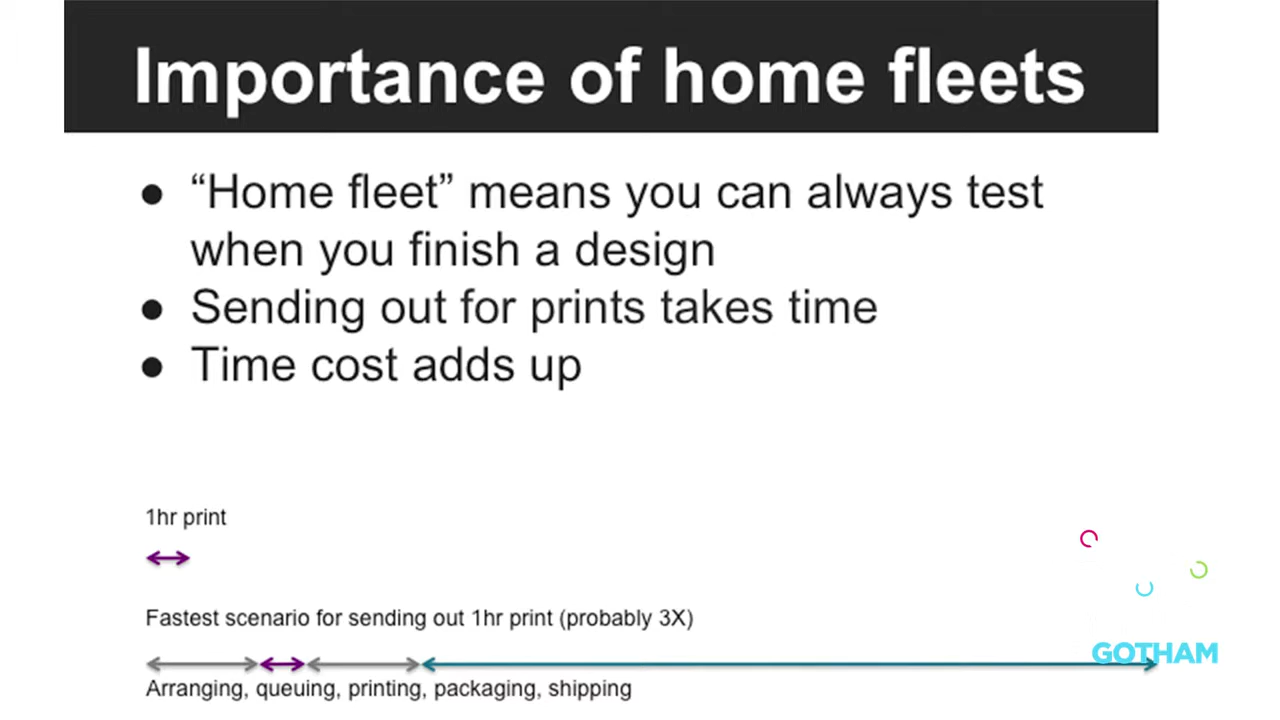 Importance of home fleets
● “Home fleet” means you can always test
when you finish a design
● Sending out for prints takes time
● Time cost adds up
1hr print
Fastest scenario for sending out 1hr print (probably 3X)
GOTHAM
Arranging, queuing, printing, packaging, shipping